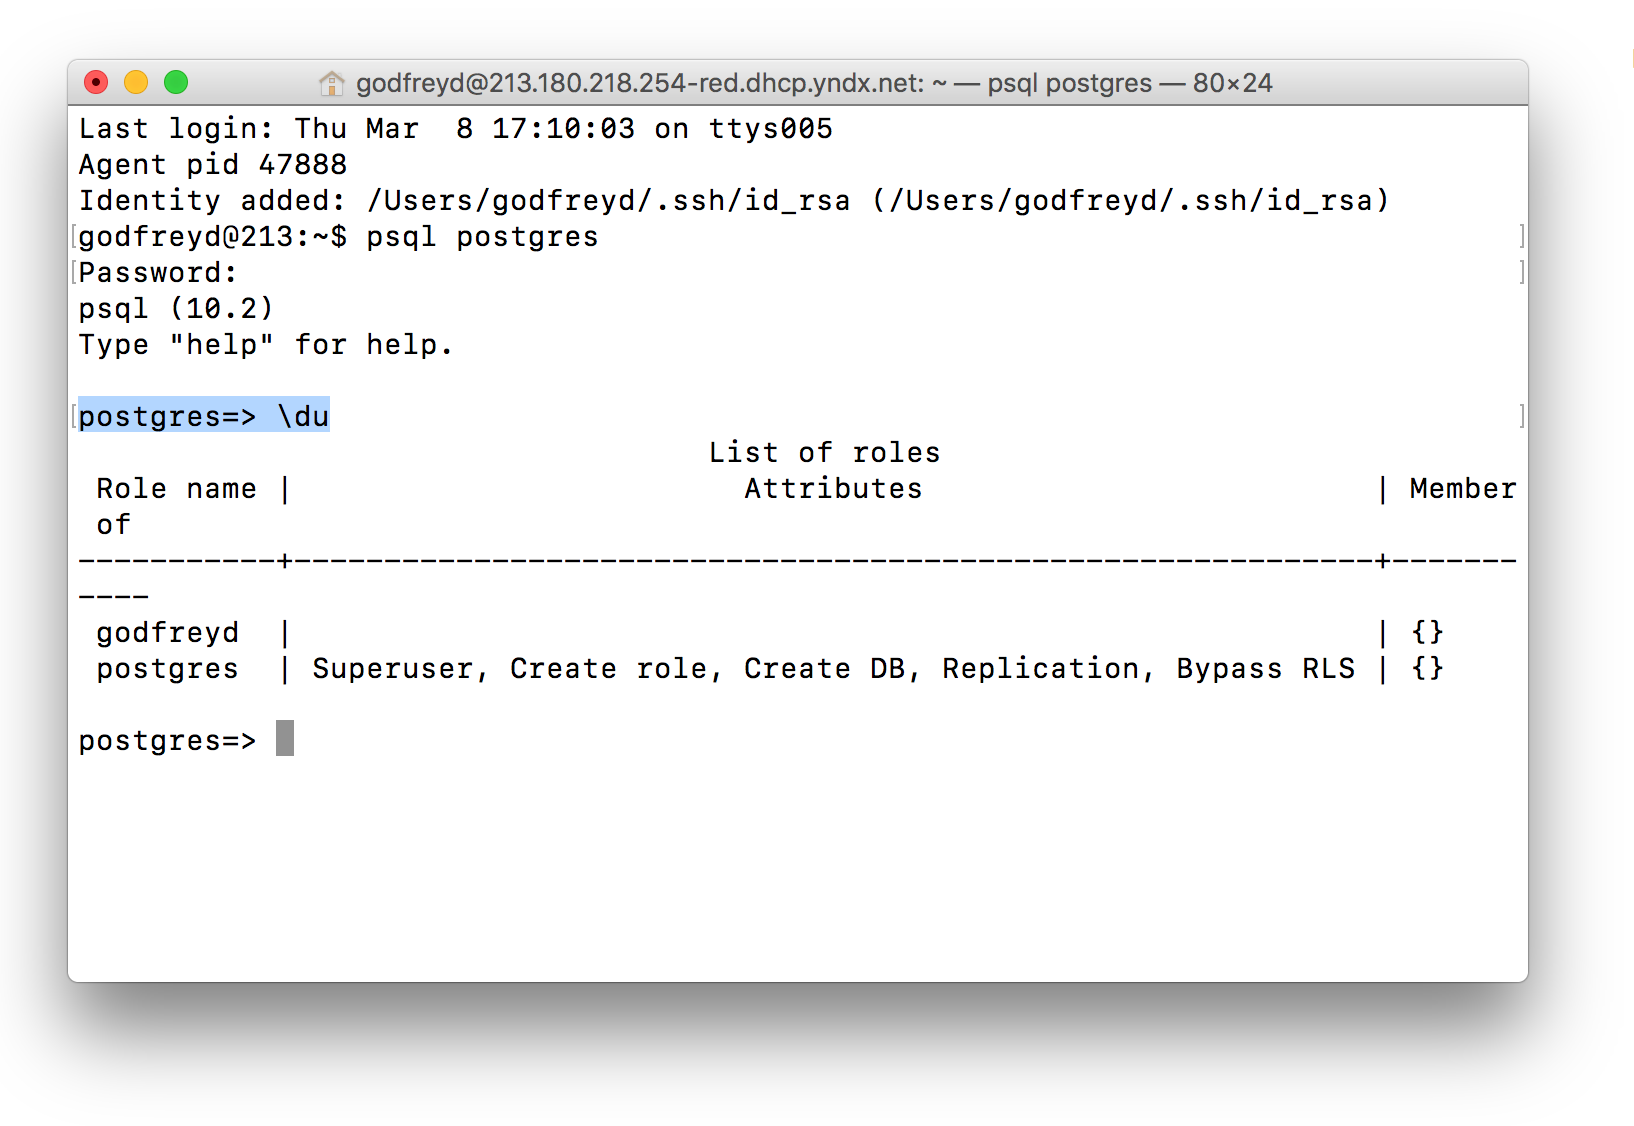 godfreyd@213.180.218.254-red.dhcp.yndx.net: ~ — psql postgres — 80×24
Last login: Thu Mar  8 17:10:03 on ttys005
Agent pid 47888
Identity added: /Users/godfreyd/.ssh/id_rsa (/Users/godfreyd/.ssh/id_rsa)
[godfreyd@213:~$ psql postgres                                                  ]
[Password:                                                                      ]
psql (10.2)
Type "help" for help.

[postgres=> \du                                                                 ]
                                   List of roles
 Role name |                         Attributes                         | Member
 of
-----------+------------------------------------------------------------+-------
----
 godfreyd  |                                                            | {}
 postgres  | Superuser, Create role, Create DB, Replication, Bypass RLS | {}

postgres=>